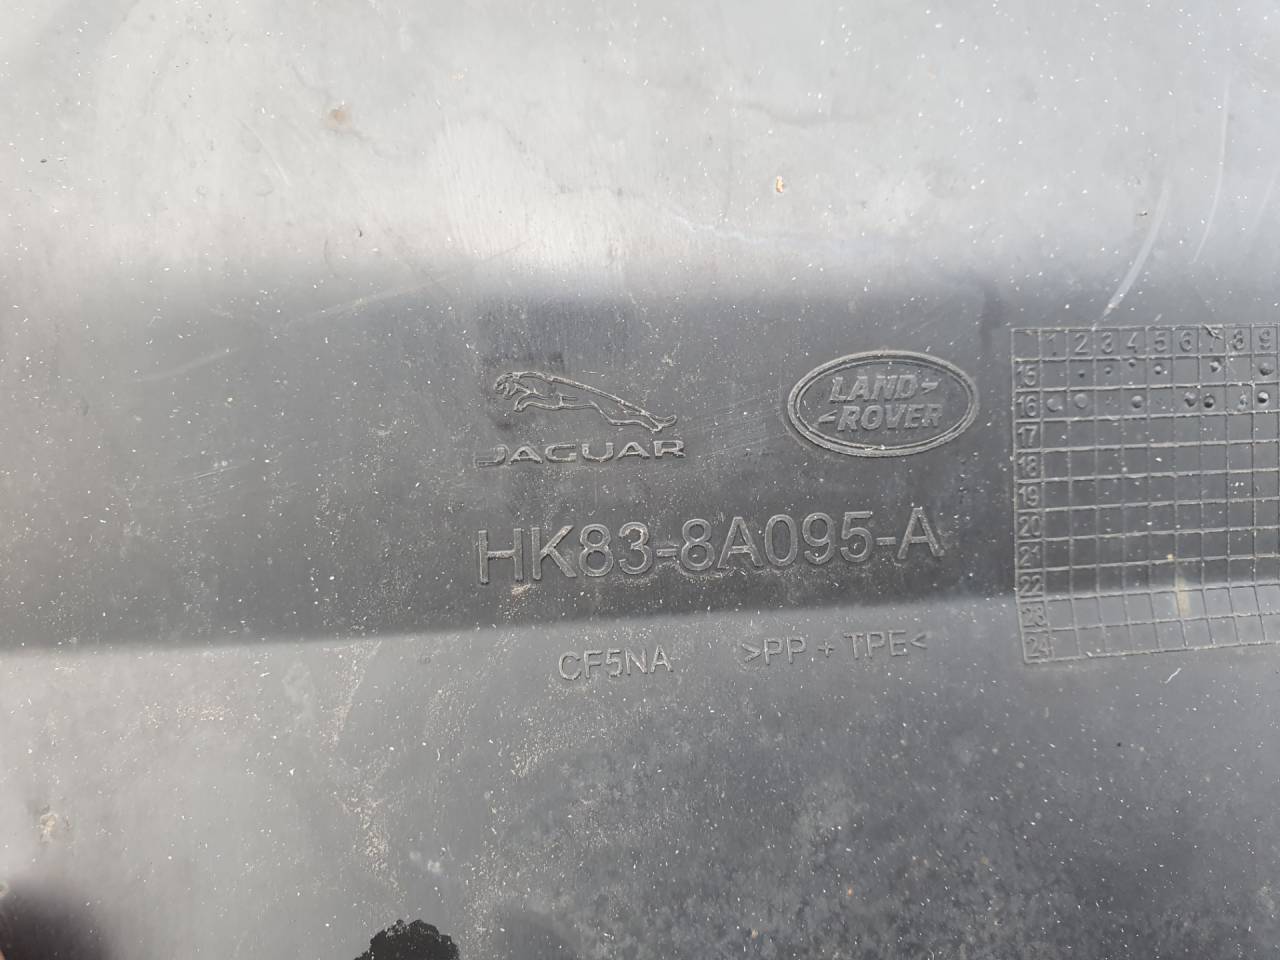 JAGUAR
LAND
ROVER
HK83-8A095-A
CF5NA
>PP + TPE<
1 2 3 4 5 6 7 8 9
15
16
17
18
19
20
21
22
23
24